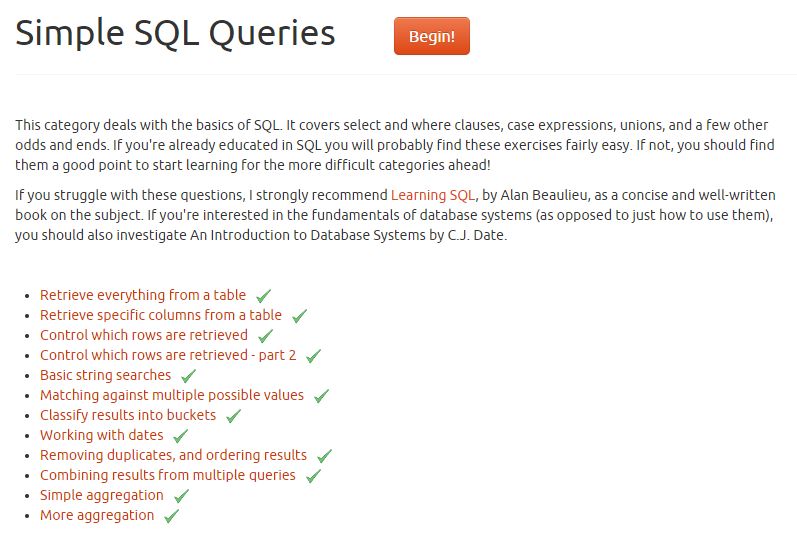 Simple SQL Queries
Begin!
This category deals with the basics of SQL. It covers select and where clauses, case expressions, unions, and a few other
odds and ends. If you're already educated in SQL you will probably find these exercises fairly easy. If not, you should find
them a good point to start learning for the more difficult categories ahead!
If you struggle with these questions, I strongly recommend Learning SQL, by Alan Beaulieu, as a concise and well-written
book on the subject. If you're interested in the fundamentals of database systems (as opposed to just how to use them),
you should also investigate An Introduction to Database Systems by C.J. Date.
Retrieve everything from a table
Retrieve specific columns from a table
Control which rows are retrieved
Control which rows are retrieved - part 2
Basic string searches
Matching against multiple possible values
Classify results into buckets
Working with dates
Removing duplicates, and ordering results
Combining results from multiple queries
Simple aggregation
More aggregation